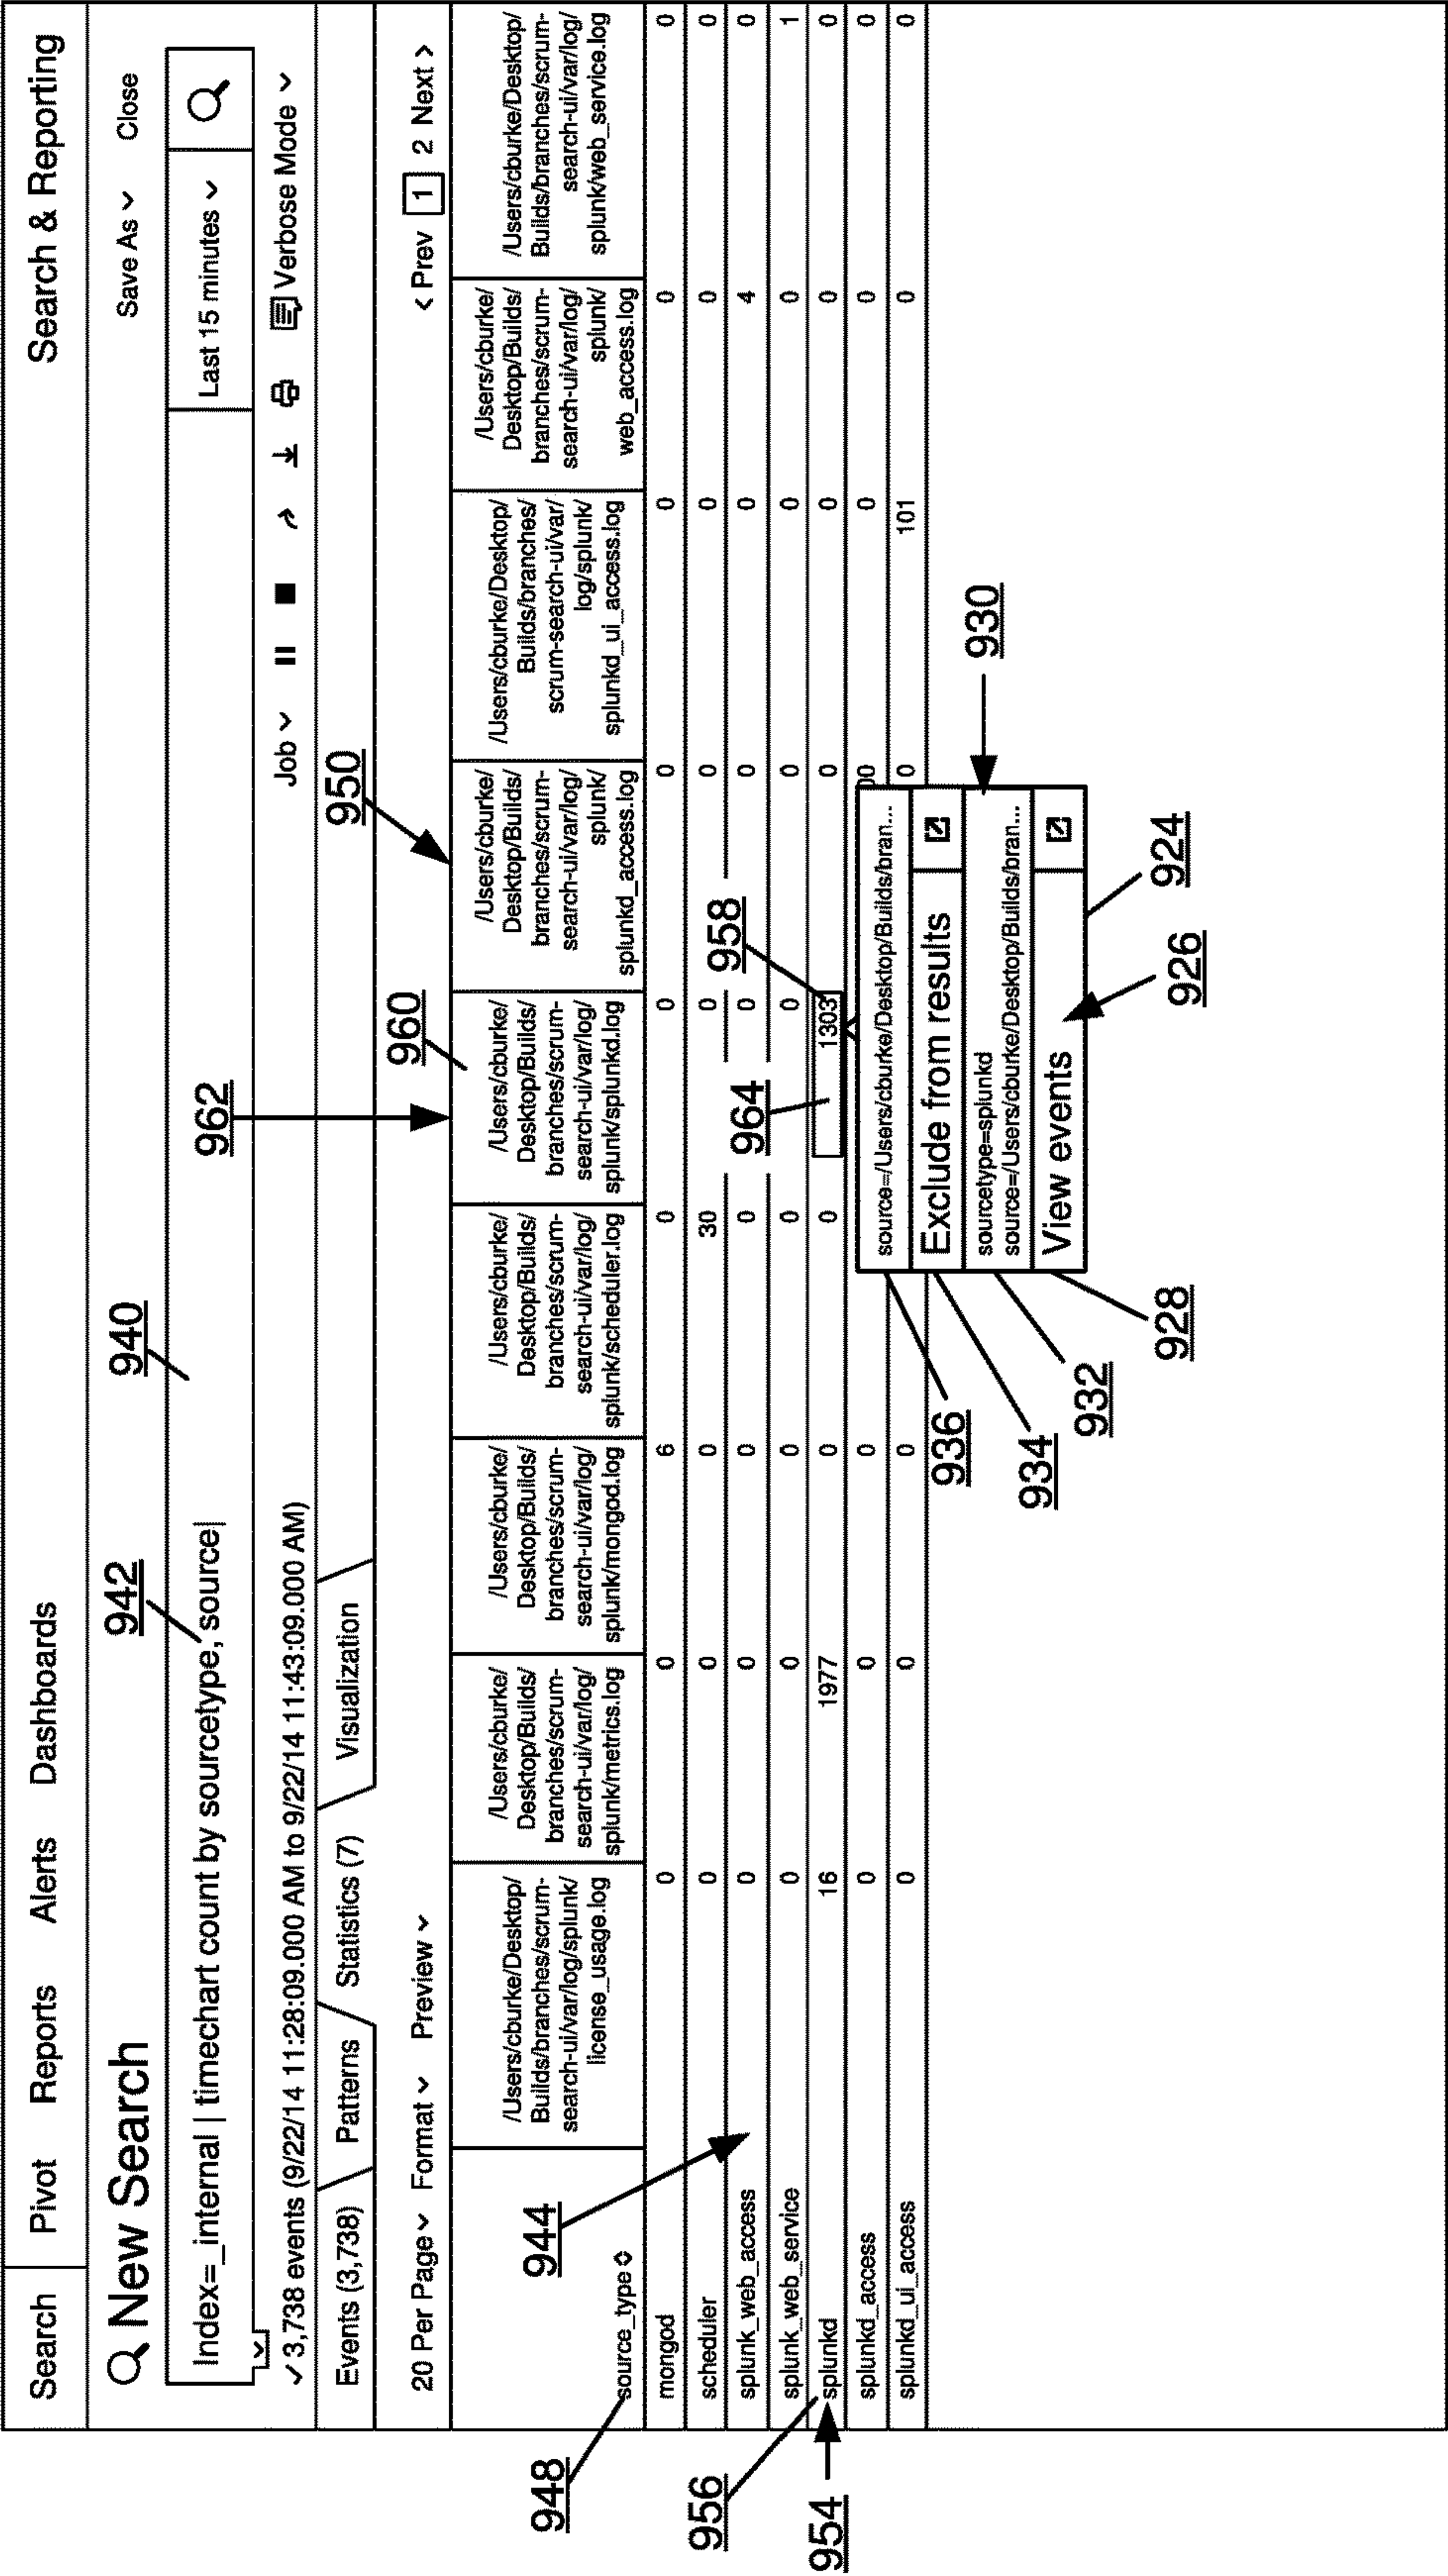 Search Pivot Reports Alerts Dashboards Search & Reporting
New Search
Save As Close
942
940
Index=_internal | timechart count by sourcetype, source|
Last 15 minutes
✓ 3,738 events (9/22/14 11:28:09.000 AM to 9/22/14 11:43:09.000 AM)
Job Verbose Mode
962
950
Events (3,738) Patterns Statistics (7) Visualization
960
20 Per Page Format Preview
< Prev 1 2 Next >
948
source_type
/Users/cburke/Desktop/
Builds/branches/scrum-
search-ui/var/log/splunk/
license_usage.log
/Users/cburke/
Desktop/Builds/
branches/scrum-
search-ui/var/log/
splunk/metrics.log
/Users/cburke/
Desktop/Builds/
branches/scrum-
search-ui/var/log/
splunk/mongod.log
/Users/cburke/
Desktop/Builds/
branches/scrum-
search-ui/var/log/
splunk/scheduler.log
/Users/cburke/
Desktop/Builds/
branches/scrum-
search-ui/var/log/
splunk/splunkd.log
/Users/cburke/
Desktop/Builds/
branches/scrum-
search-ui/var/log/
splunk/
splunkd_access.log
/Users/cburke/Desktop/
Builds/branches/
scrum-search-ui/var/
log/splunk/
splunkd_ui_access.log
/Users/cburke/
Desktop/Builds/
branches/scrum-
search-ui/var/log/
splunk/
web_access.log
/Users/cburke/Desktop/
Builds/branches/scrum-
search-ui/var/log/
splunk/web_service.log
944
mongod 0 0 6 0 0 0 0 0 0
scheduler 0 0 0 30 0 0 0 0 0
splunk_web_access 0 0 0 0 0 0 0 4 0
splunk_web_service 0 0 0 0 0 0 0 0 1
956
964
958
splunkd 16 1977 0 0 1303 0 0 0 0
954
splunkd_access 0 0 0 00 0 0 0
splunkd_ui_access 0 0 0 0 101 0 0
source=/Users/cburke/Desktop/Builds/bran...
Exclude from results
sourcetype=splunkd
source=/Users/cburke/Desktop/Builds/bran...
View events
930
936
934
932
928
926
924